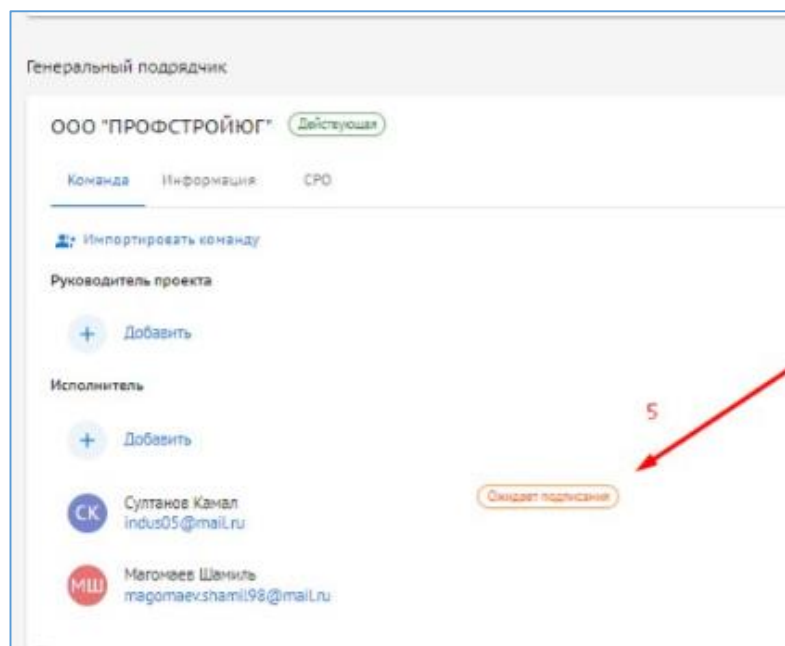 Генеральный подрядчик
ООО "ПРОФСТРОЙЮГ" Действующая
Команда Информация СРО
Импортировать команду
Руководитель проекта
+ Добавить
Исполнитель
5
+ Добавить
СК Султанов Камал Ожидает подписания
indus05@mail.ru
МШ Магомаев Шамиль
magomaev.shamil98@mail.ru